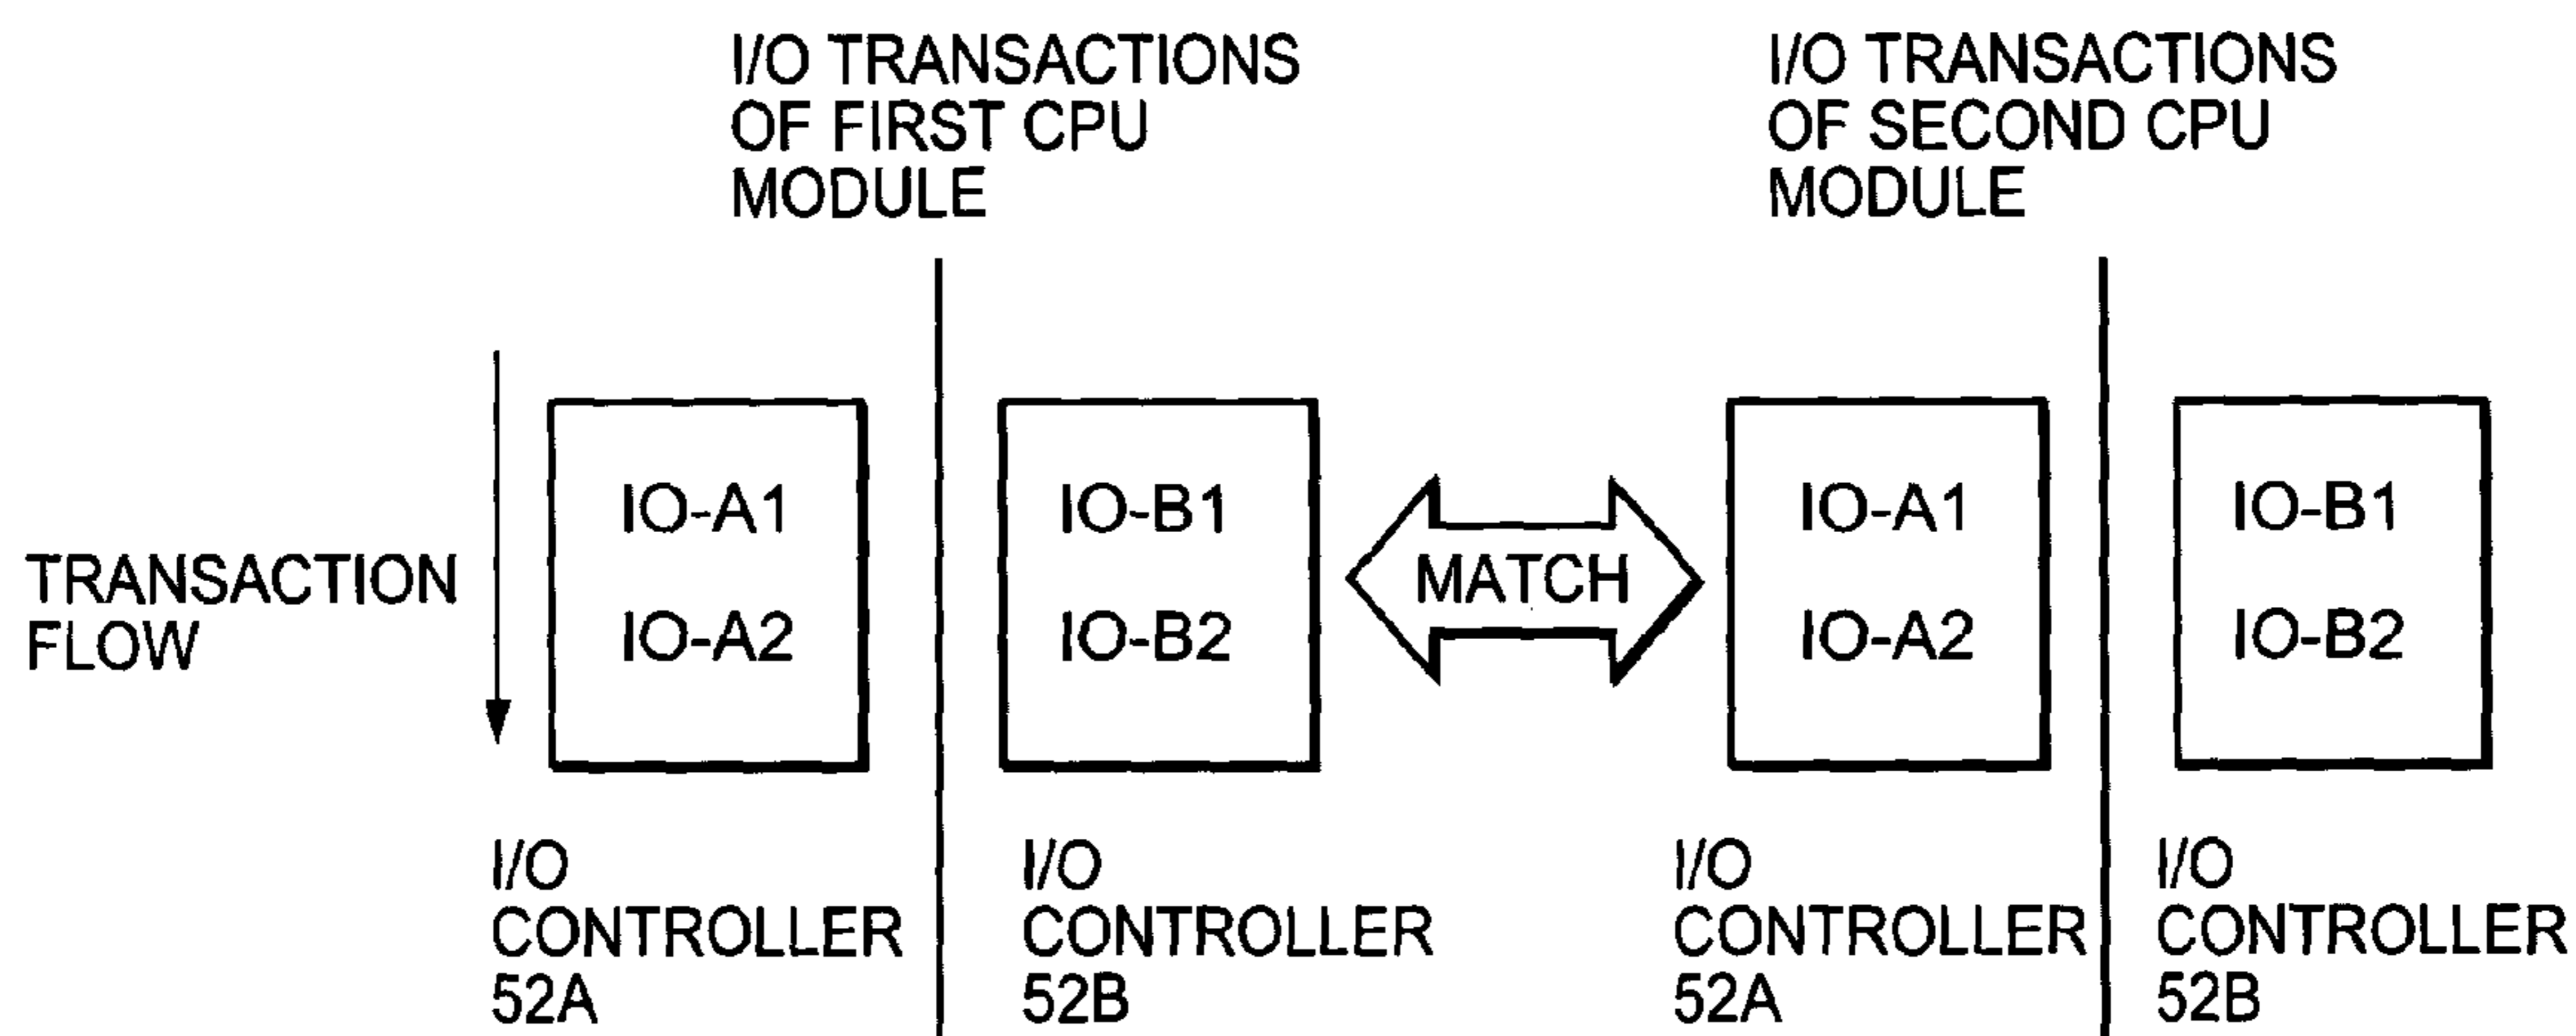 I/O TRANSACTIONS
OF FIRST CPU
MODULE
I/O TRANSACTIONS
OF SECOND CPU
MODULE
TRANSACTION
FLOW
IO-A1
IO-A2
IO-B1
IO-B2
MATCH
IO-A1
IO-A2
IO-B1
IO-B2
I/O
CONTROLLER
52A
I/O
CONTROLLER
52B
I/O
CONTROLLER
52A
I/O
CONTROLLER
52B